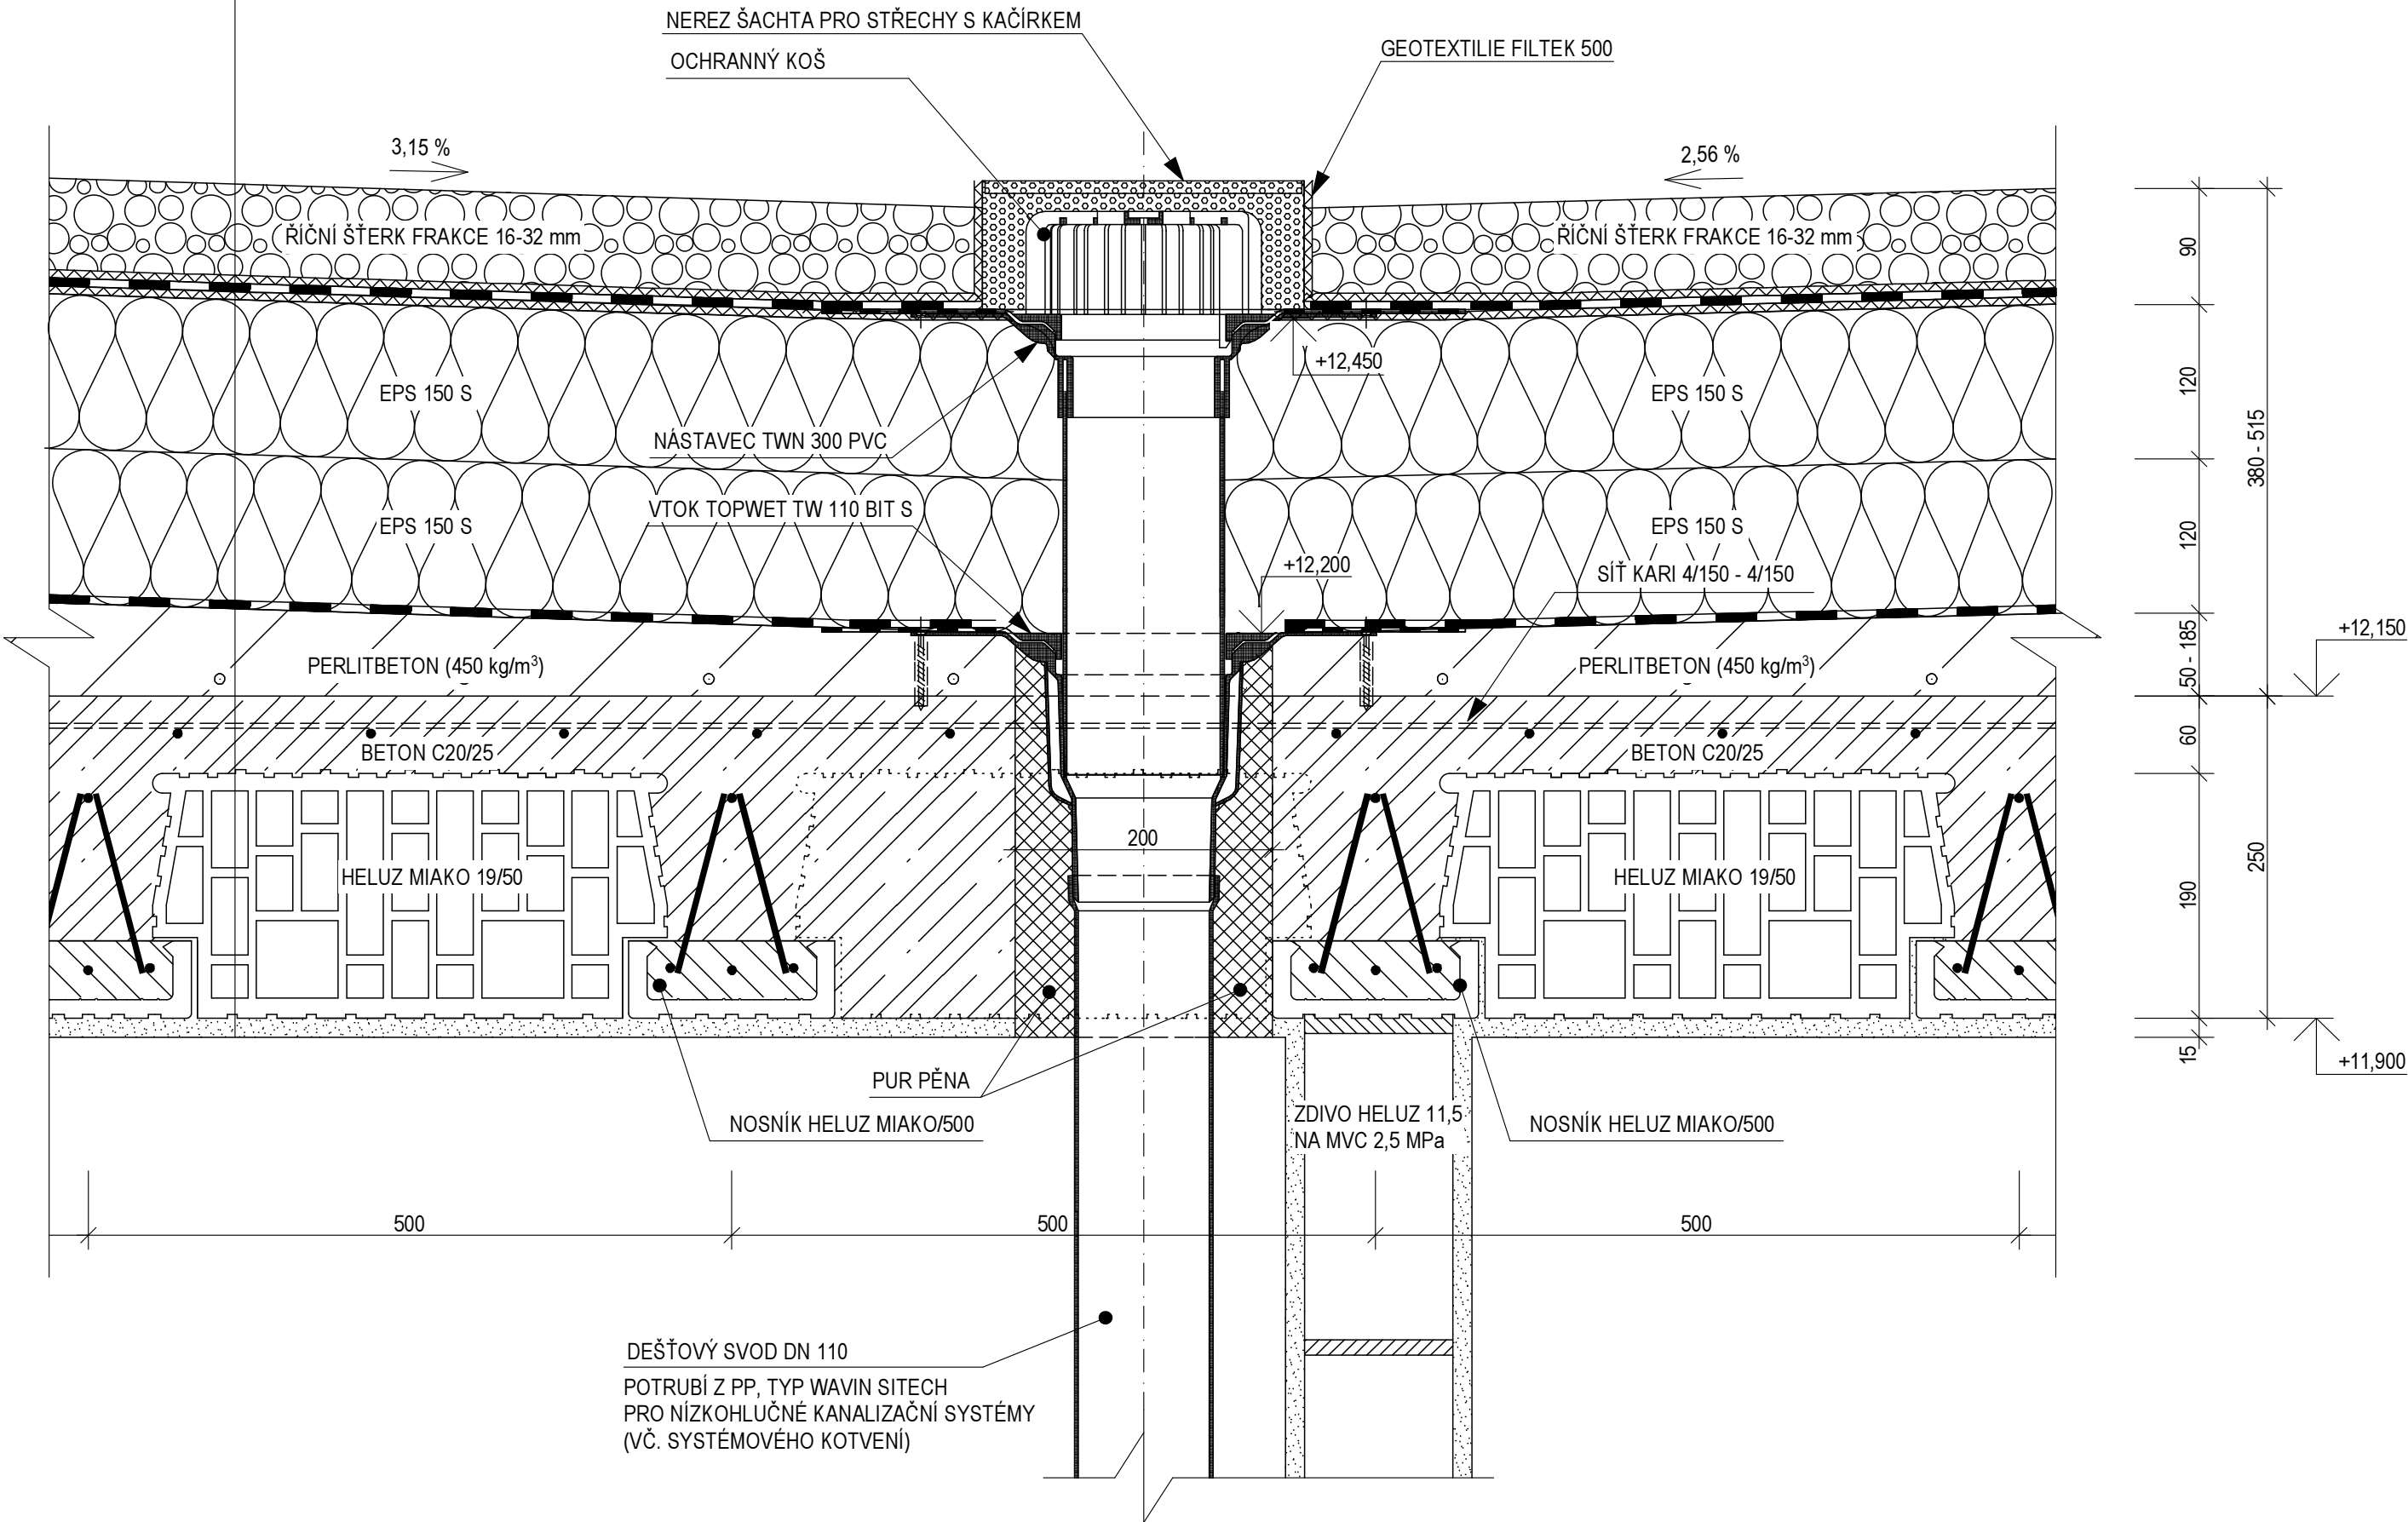 NEREZ ŠACHTA PRO STŘECHY S KAČÍRKEM
OCHRANNÝ KOŠ
GEOTEXTILIE FILTEK 500
3,15 %
2,56 %
ŘÍČNÍ ŠTERK FRAKCE 16-32 mm
ŘÍČNÍ ŠTERK FRAKCE 16-32 mm
90
+12,450
EPS 150 S
EPS 150 S
120
NÁSTAVEC TWN 300 PVC
380 - 515
VTOK TOPWET TW 110 BIT S
EPS 150 S
EPS 150 S
120
+12,200
SÍŤ KARI 4/150 - 4/150
+12,150
PERLITBETON (450 kg/m³)
PERLITBETON (450 kg/m³)
50 - 185
BETON C20/25
BETON C20/25
60
200
HELUZ MIAKO 19/50
HELUZ MIAKO 19/50
190
250
15
+11,900
PUR PĚNA
NOSNÍK HELUZ MIAKO/500
ZDIVO HELUZ 11,5
NA MVC 2,5 MPa
NOSNÍK HELUZ MIAKO/500
500
500
500
DEŠŤOVÝ SVOD DN 110
POTRUBÍ Z PP, TYP WAVIN SITECH
PRO NÍZKOHLUČNÉ KANALIZAČNÍ SYSTÉMY
(VČ. SYSTÉMOVÉHO KOTVENÍ)